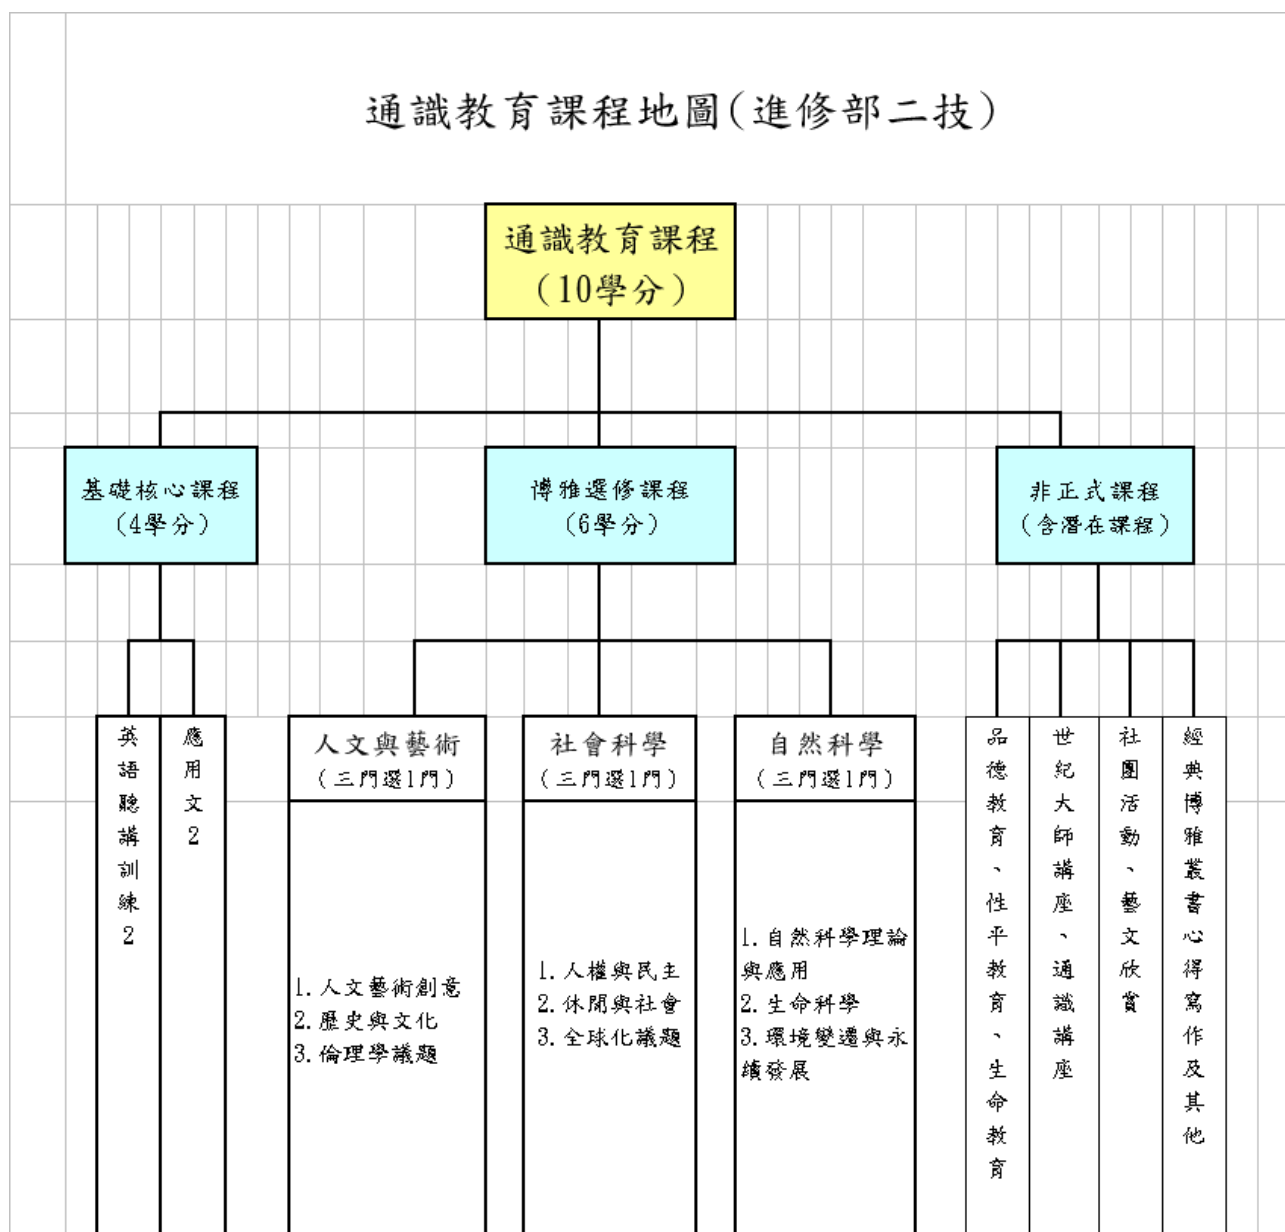 通識教育課程地圖(進修部二技)
通識教育課程
(10學分)
基礎核心課程
(4學分)
博雅選修課程
(6學分)
非正式課程
(含潛在課程)
英語聽講訓練2
應用文2
人文與藝術
(三門選1門)
1.人文藝術創意
2.歷史與文化
3.倫理學議題
社會科學
(三門選1門)
1.人權與民主
2.休閒與社會
3.全球化議題
自然科學
(三門選1門)
1.自然科學理論
與應用
2.生命科學
3.環境變遷與永
續發展
品德教育、性平教育、生命教育
世紀大師講座、通識講座
社團活動、藝文欣賞
經典博雅叢書心得寫作及其他